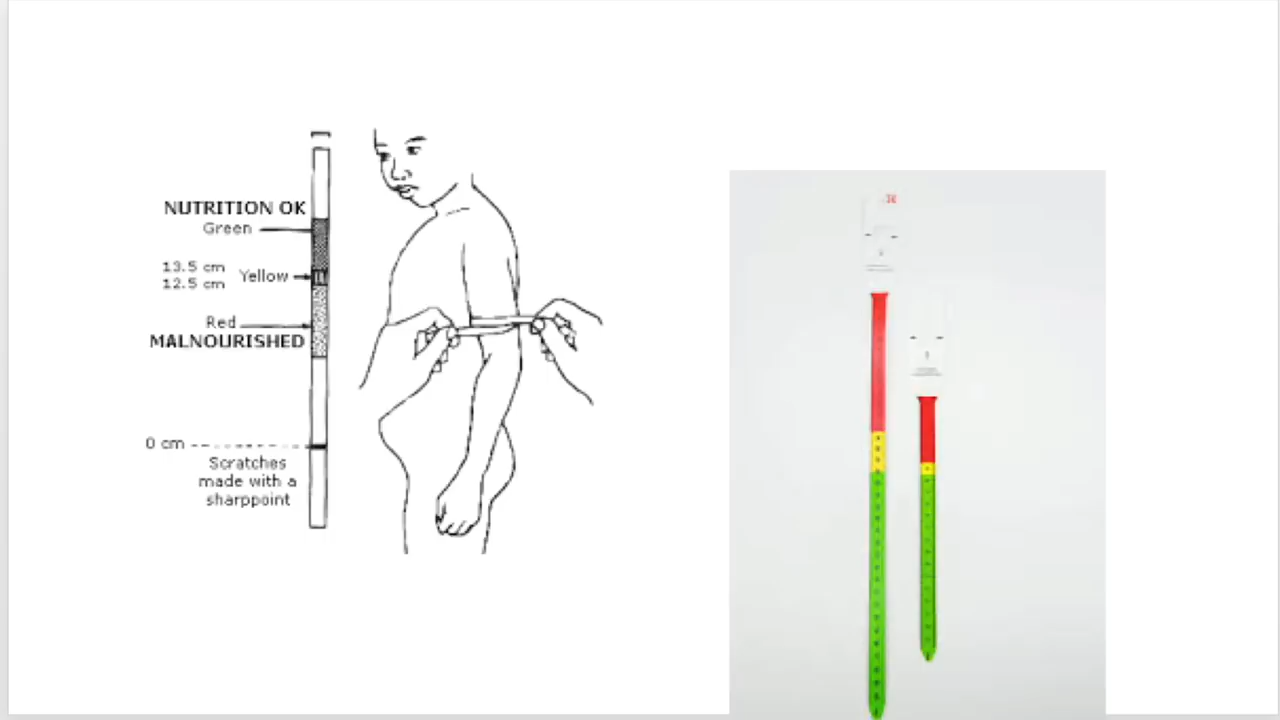 NUTRITION OK
Green
13.5 cm
12.5 cm
Yellow
Red
MALNOURISHED
0 cm
Scratches
made with a
sharppoint